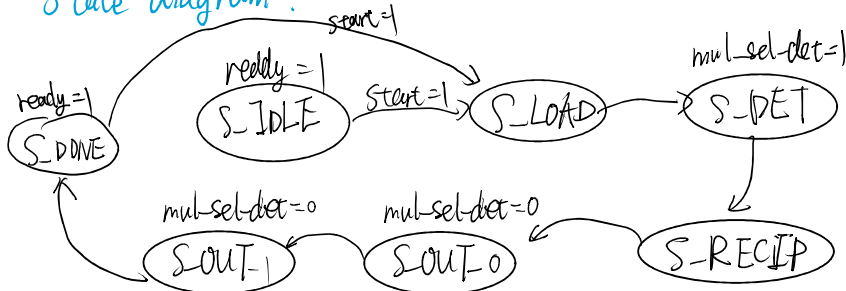 State diagram:
start=1
ready=1
S_DONE
ready=1
S_IDLE
start=1
S_LOAD
mul_sel_det=1
S_DET
mul_sel_det=0
S_OUT_1
mul_sel_det=0
S_OUT_0
S_RECIP